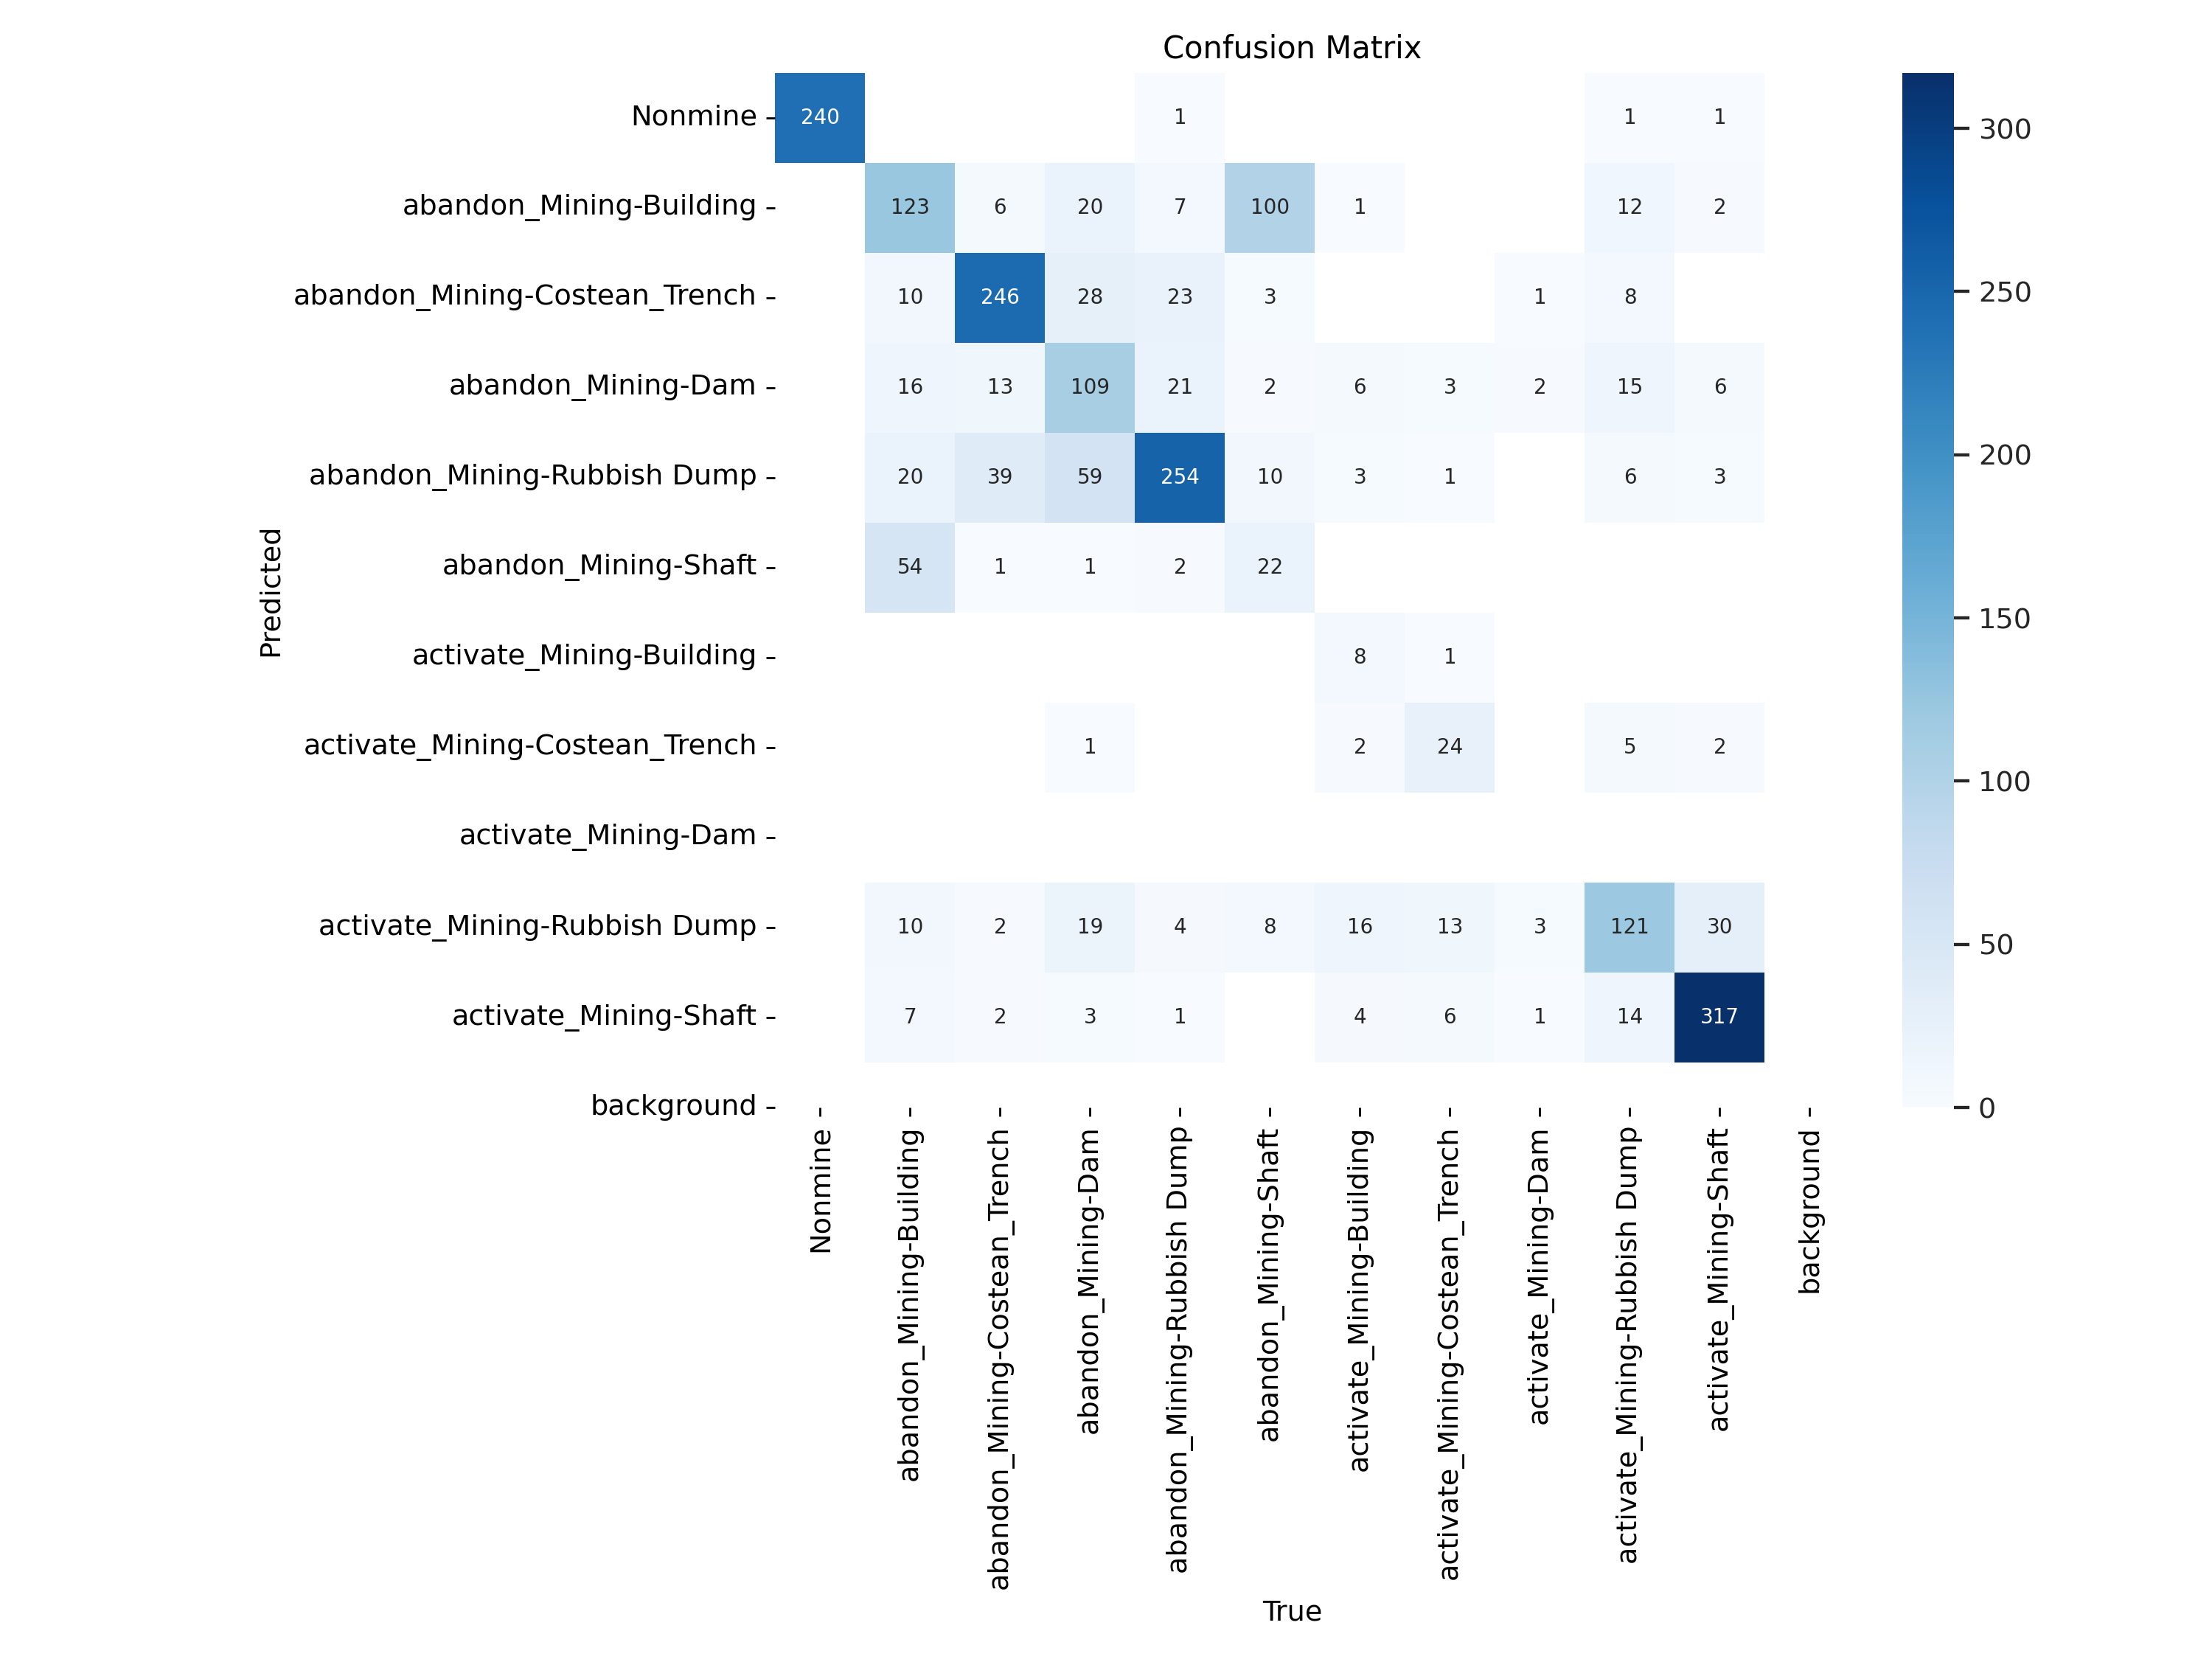 Confusion Matrix
Nonmine 240 1 1 1
abandon_Mining-Building 123 6 20 7 100 1 12 2
abandon_Mining-Costean_Trench 10 246 28 23 3 1 8
abandon_Mining-Dam 16 13 109 21 2 6 3 2 15 6
abandon_Mining-Rubbish Dump 20 39 59 254 10 3 1 6 3
abandon_Mining-Shaft 54 1 1 2 22
activate_Mining-Building 8 1
activate_Mining-Costean_Trench 1 2 24 5 2
activate_Mining-Dam
activate_Mining-Rubbish Dump 10 2 19 4 8 16 13 3 121 30
activate_Mining-Shaft 7 2 3 1 4 6 1 14 317
background
Predicted
Nonmine
abandon_Mining-Building
abandon_Mining-Costean_Trench
abandon_Mining-Dam
abandon_Mining-Rubbish Dump
abandon_Mining-Shaft
activate_Mining-Building
activate_Mining-Costean_Trench
activate_Mining-Dam
activate_Mining-Rubbish Dump
activate_Mining-Shaft
background
True
300
250
200
150
100
50
0